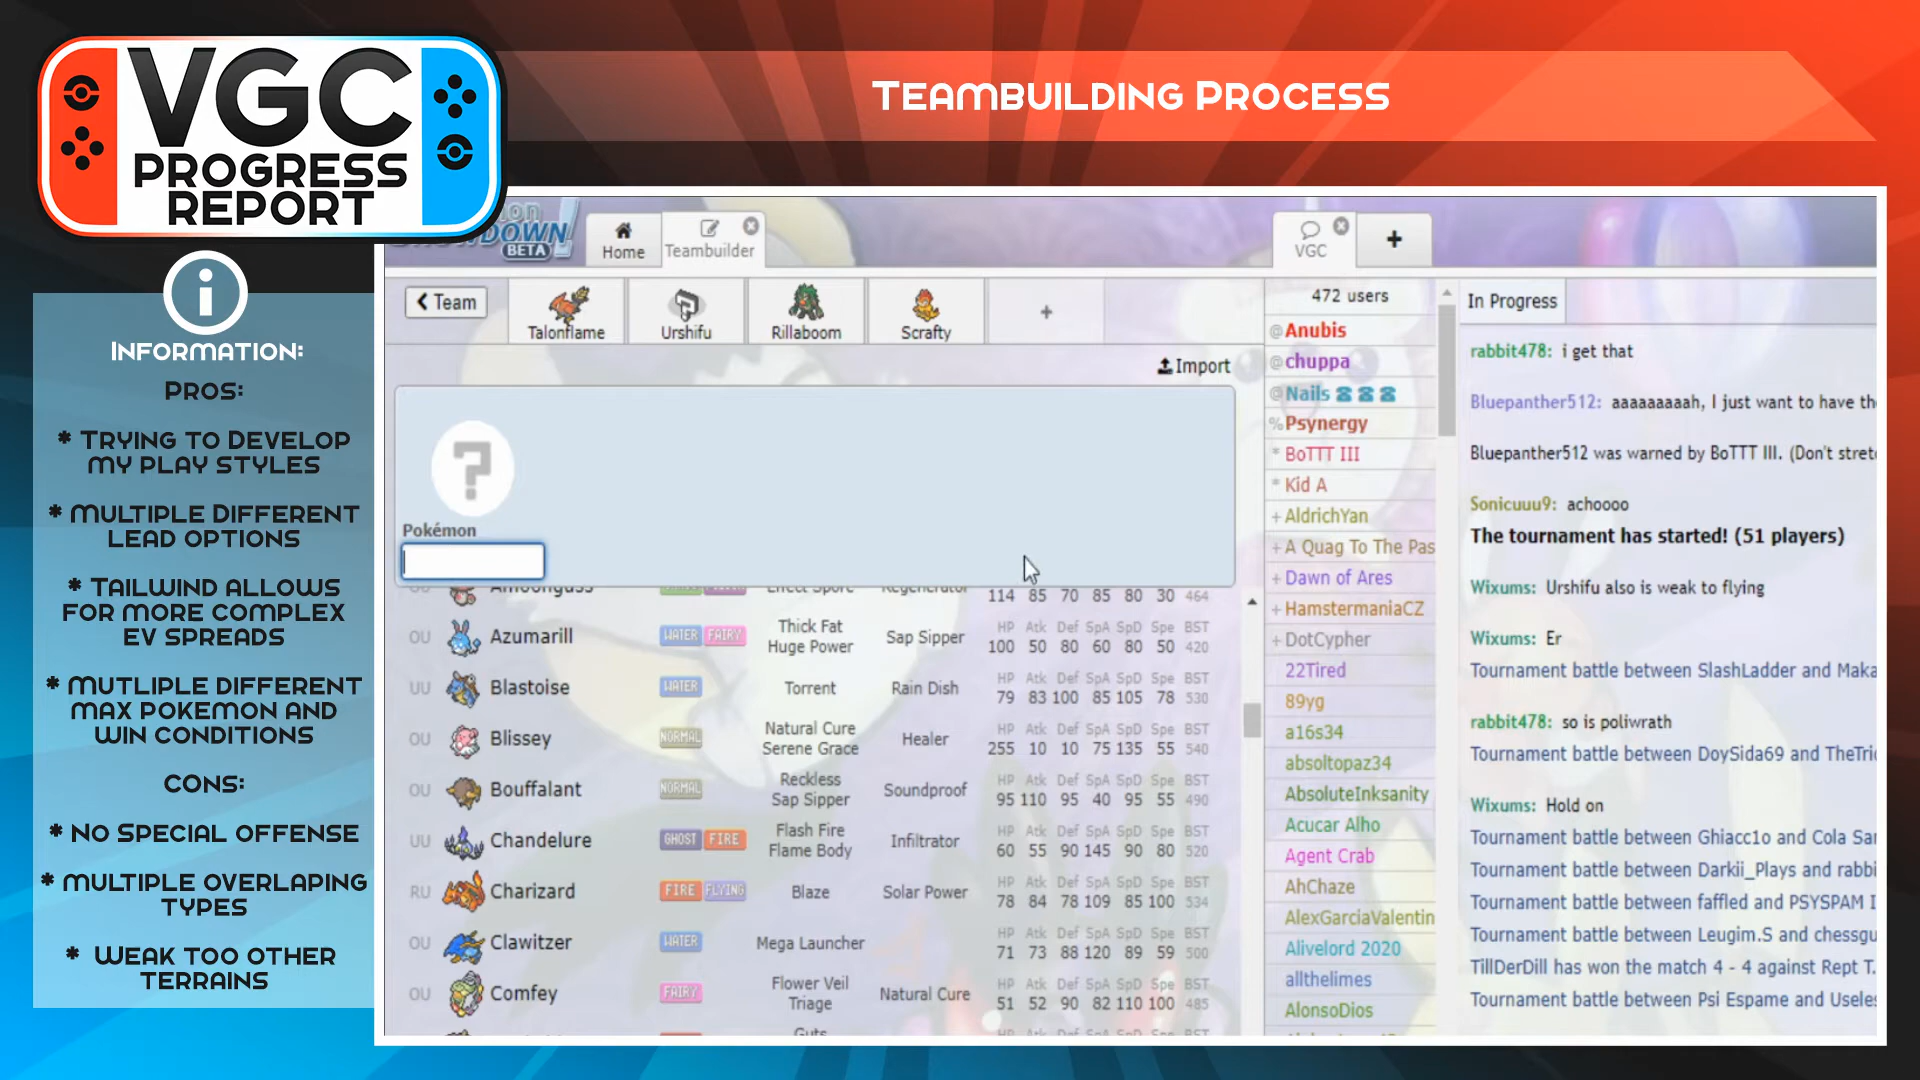 VGC
PROGRESS
REPORT
TEAMBUILDING PROCESS
INFORMATION:
PROS:
* TRYING TO DEVELOP
MY PLAY STYLES
* MULTIPLE DIFFERENT
LEAD OPTIONS
* TAILWIND ALLOWS
FOR MORE COMPLEX
EV SPREADS
* MUTLIPLE DIFFERENT
MAX POKEMON AND
WIN CONDITIONS
CONS:
* NO SPECIAL OFFENSE
* MULTIPLE OVERLAPING
TYPES
* WEAK TOO OTHER
TERRAINS
BETA
Home
Teambuilder
VGC
+
Team
Talonflame
Urshifu
Rillaboom
Scrafty
+
Import
?
Pokémon
114 85 70 85 80 30 464
OU Azumarill WATER FAIRY Thick Fat Huge Power Sap Sipper HP Atk Def SpA SpD Spe BST
100 50 80 60 80 50 420
UU Blastoise WATER Torrent Rain Dish HP Atk Def SpA SpD Spe BST
79 83 100 85 105 78 530
OU Blissey NORMAL Natural Cure Serene Grace Healer HP Atk Def SpA SpD Spe BST
255 10 10 75 135 55 540
OU Bouffalant NORMAL Reckless Sap Sipper Soundproof HP Atk Def SpA SpD Spe BST
95 110 95 40 95 55 490
UU Chandelure GHOST FIRE Flash Fire Flame Body Infiltrator HP Atk Def SpA SpD Spe BST
60 55 90 145 90 80 520
RU Charizard FIRE FLYING Blaze Solar Power HP Atk Def SpA SpD Spe BST
78 84 78 109 85 100 534
OU Clawitzer WATER Mega Launcher HP Atk Def SpA SpD Spe BST
71 73 88 120 89 59 500
OU Comfey FAIRY Flower Veil Triage Natural Cure HP Atk Def SpA SpD Spe BST
51 52 90 82 110 100 485
HP Atk Def SpA SpD Spe BST
472 users
@Anubis
@chuppa
@Nails ☎ ☎ ☎
%Psynergy
* BoTTT III
* Kid A
+ AldrichYan
+ A Quag To The Pas
+ Dawn of Ares
+ HamstermaniaCZ
+ DotCypher
22Tired
89yg
a16s34
absoltopaz34
AbsoluteInksanity
Acucar Alho
Agent Crab
AhChaze
AlexGarciaValentin
Alivelord 2020
allthelimes
AlonsoDios
In Progress
rabbit478: i get that
Bluepanther512: aaaaaaaaah, I just want to have th
Bluepanther512 was warned by BoTTT III. (Don't stret
Sonicuuu9: achoooo
The tournament has started! (51 players)
Wixums: Urshifu also is weak to flying
Wixums: Er
Tournament battle between SlashLadder and Maka
rabbit478: so is poliwrath
Tournament battle between DoySida69 and TheTri
Wixums: Hold on
Tournament battle between Ghiacc1o and Cola Sa
Tournament battle between Darkii_Plays and rabbi
Tournament battle between faffled and PSYSPAM I
Tournament battle between Leugim.S and chessgu
TillDerDill has won the match 4 - 4 against Rept T.
Tournament battle between Psi Espame and Useles